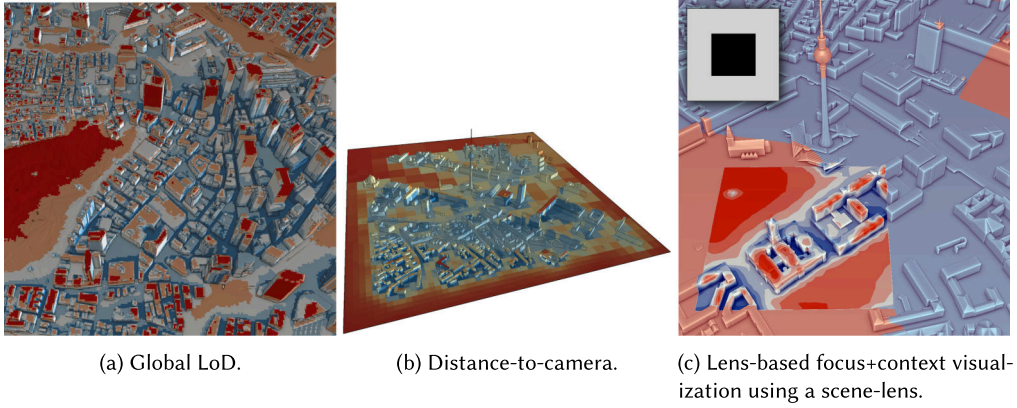 (a) Global LoD.
(b) Distance-to-camera.
(c) Lens-based focus+context visual-
ization using a scene-lens.